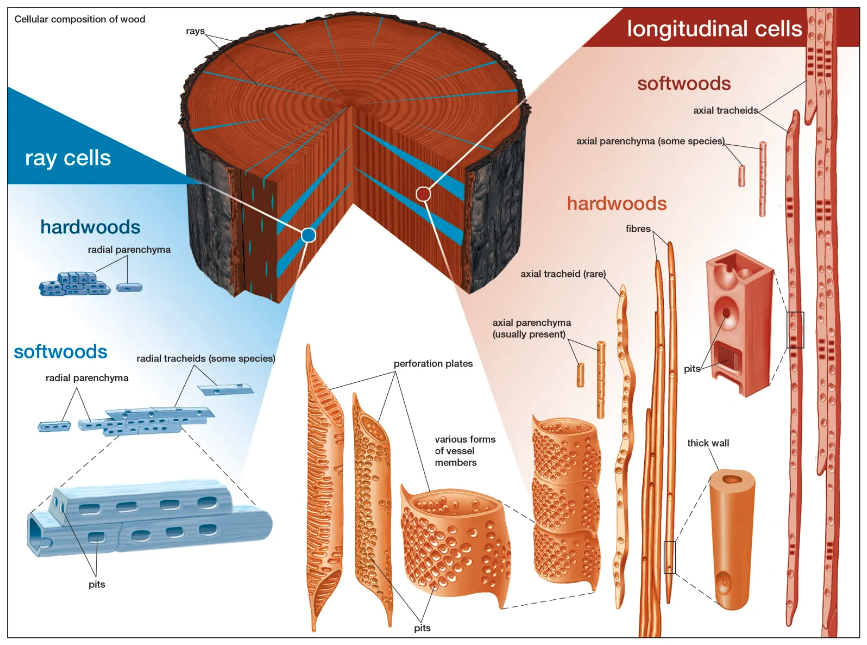 Cellular composition of wood
rays
longitudinal cells
softwoods
axial tracheids
axial parenchyma (some species)
ray cells
hardwoods
fibres
hardwoods
radial parenchyma
axial tracheid (rare)
axial parenchyma
(usually present)
pits
softwoods
radial tracheids (some species)
radial parenchyma
perforation plates
various forms
of vessel
members
thick wall
pits
pits